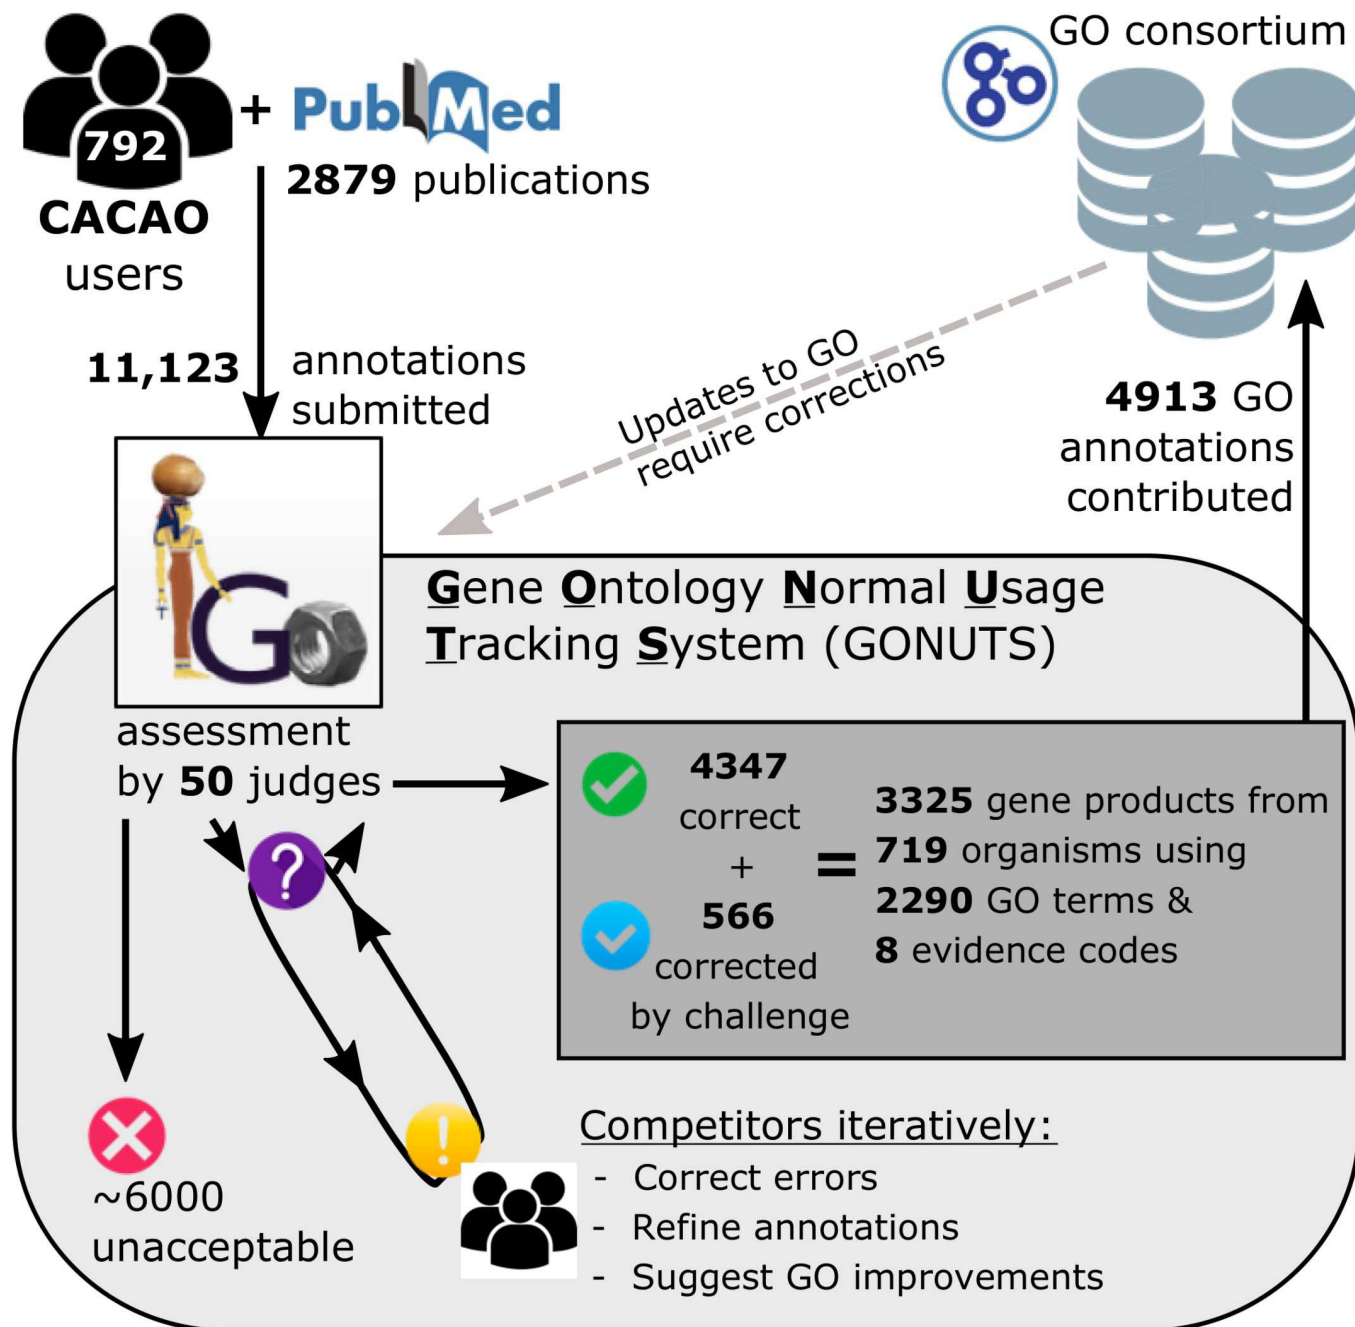 792
CACAO
users
+
PubMed
2879 publications
GO consortium
11,123
annotations
submitted
Updates to GO
require corrections
4913 GO
annotations
contributed
GO
Gene Ontology Normal Usage
Tracking System (GONUTS)
assessment
by 50 judges
?
4347
correct
+
566
corrected
by challenge
=
3325 gene products from
719 organisms using
2290 GO terms &
8 evidence codes
~6000
unacceptable
!
Competitors iteratively:
- Correct errors
- Refine annotations
- Suggest GO improvements